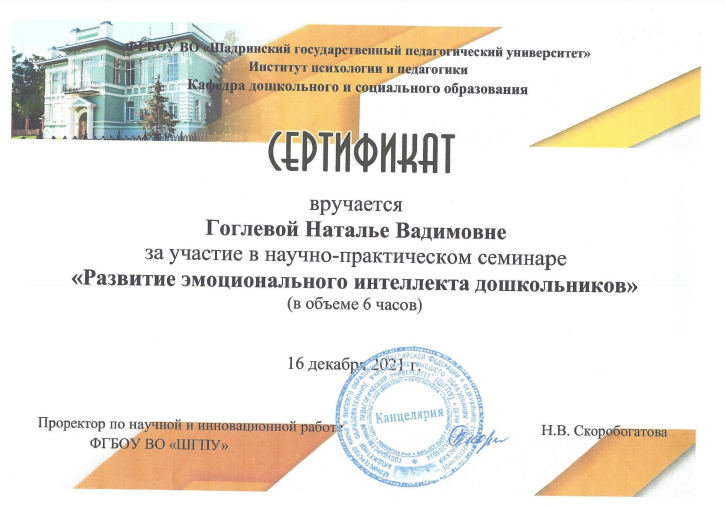 ФГБОУ ВО «Шадринский государственный педагогический университет»
Институт психологии и педагогики
Кафедра дошкольного и социального образования
СЕРТИФИКАТ
вручается
Гоглевой Наталье Вадимовне
за участие в научно-практическом семинаре
«Развитие эмоционального интеллекта дошкольников»
(в объеме 6 часов)
16 декабря 2021 г.
Канцелярия
Проректор по научной и инновационной работе
ФГБОУ ВО «ШГПУ»
Н.В. Скоробогатова